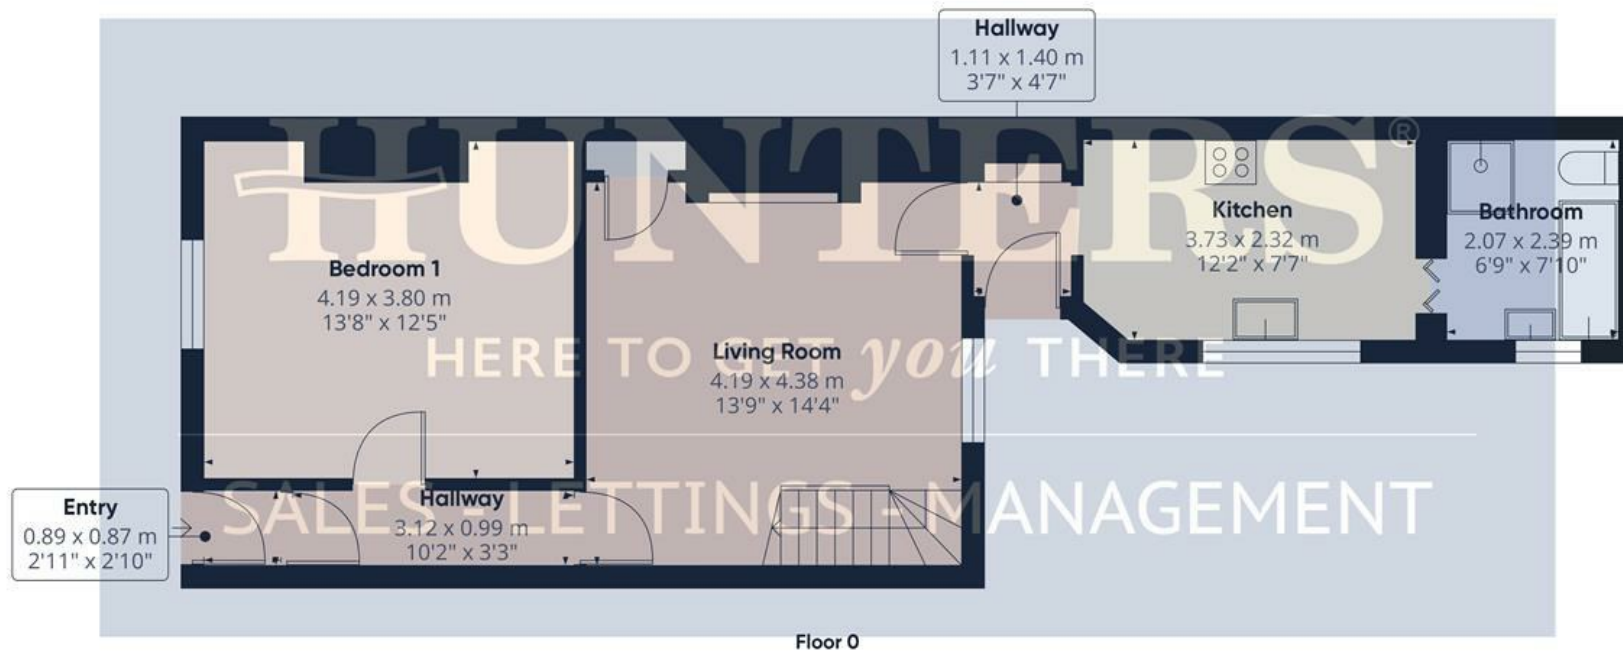 Hallway
1.11 x 1.40 m
3'7" x 4'7"
HUNTERS®
Kitchen
3.73 x 2.32 m
12'2" x 7'7"
Bathroom
2.07 x 2.39 m
6'9" x 7'10"
Bedroom 1
4.19 x 3.80 m
13'8" x 12'5"
Living Room
4.19 x 4.38 m
13'9" x 14'4"
HERE TO GET you THERE
Entry
0.89 x 0.87 m
2'11" x 2'10"
Hallway
3.12 x 0.99 m
10'2" x 3'3"
SALES - LETTINGS - MANAGEMENT
Floor 0